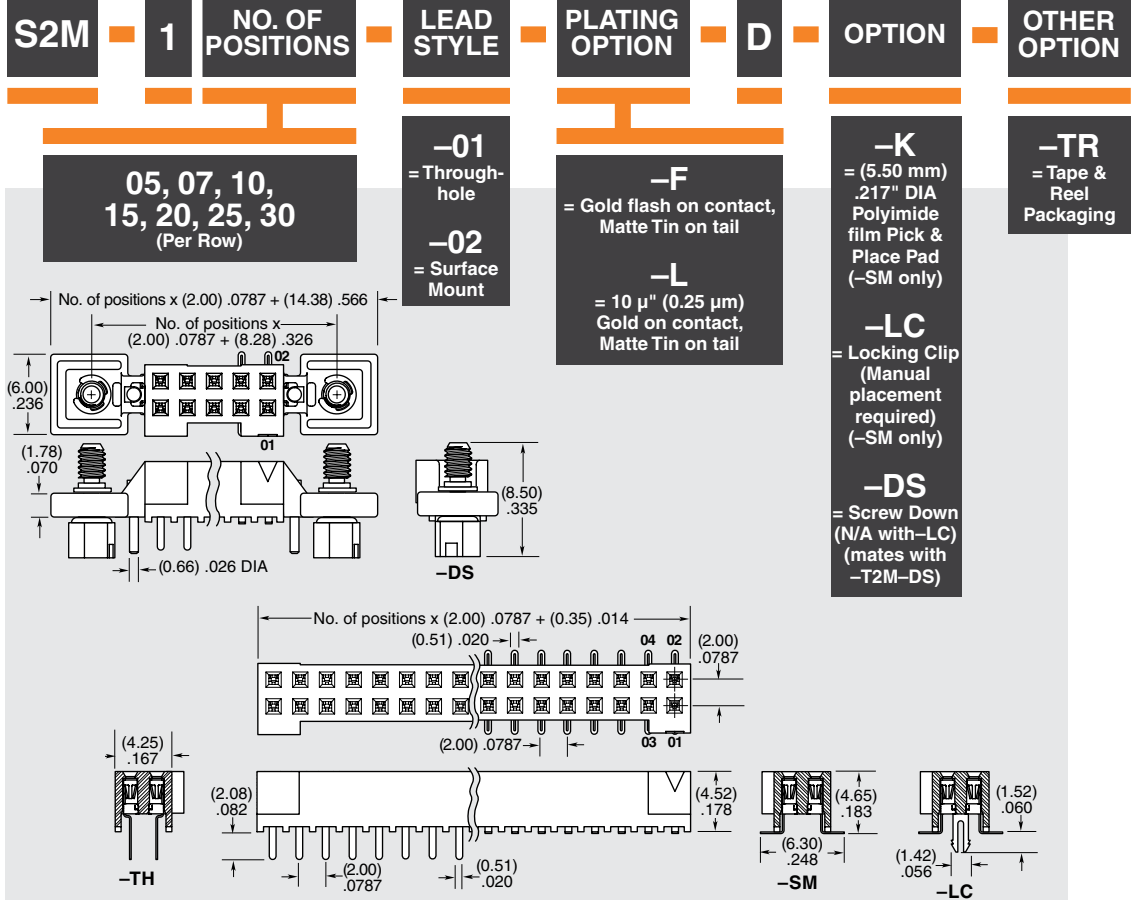 S2M
1
NO. OF
POSITIONS
LEAD
STYLE
PLATING
OPTION
D
OPTION
OTHER
OPTION
05, 07, 10,
15, 20, 25, 30
(Per Row)
–01
= Through-
hole
–02
= Surface
Mount
–F
= Gold flash on contact,
Matte Tin on tail
–L
= 10 µ" (0.25 µm)
Gold on contact,
Matte Tin on tail
–K
= (5.50 mm)
.217" DIA
Polyimide
film Pick &
Place Pad
(–SM only)
–LC
= Locking Clip
(Manual
placement
required)
(–SM only)
–DS
= Screw Down
(N/A with–LC)
(mates with
–T2M–DS)
–TR
= Tape &
Reel
Packaging
No. of positions x (2.00) .0787 + (14.38) .566
No. of positions x
(2.00) .0787 + (8.28) .326
02
(6.00)
.236
01
(1.78)
.070
(8.50)
.335
(0.66) .026 DIA
–DS
No. of positions x (2.00) .0787 + (0.35) .014
(0.51) .020
04 02
(2.00)
.0787
(2.00) .0787
03 01
(4.25)
.167
(2.08)
.082
(4.52)
.178
(4.65)
.183
(1.52)
.060
(2.00)
.0787
(0.51)
.020
(6.30)
.248
(1.42)
.056
–TH
–SM
–LC